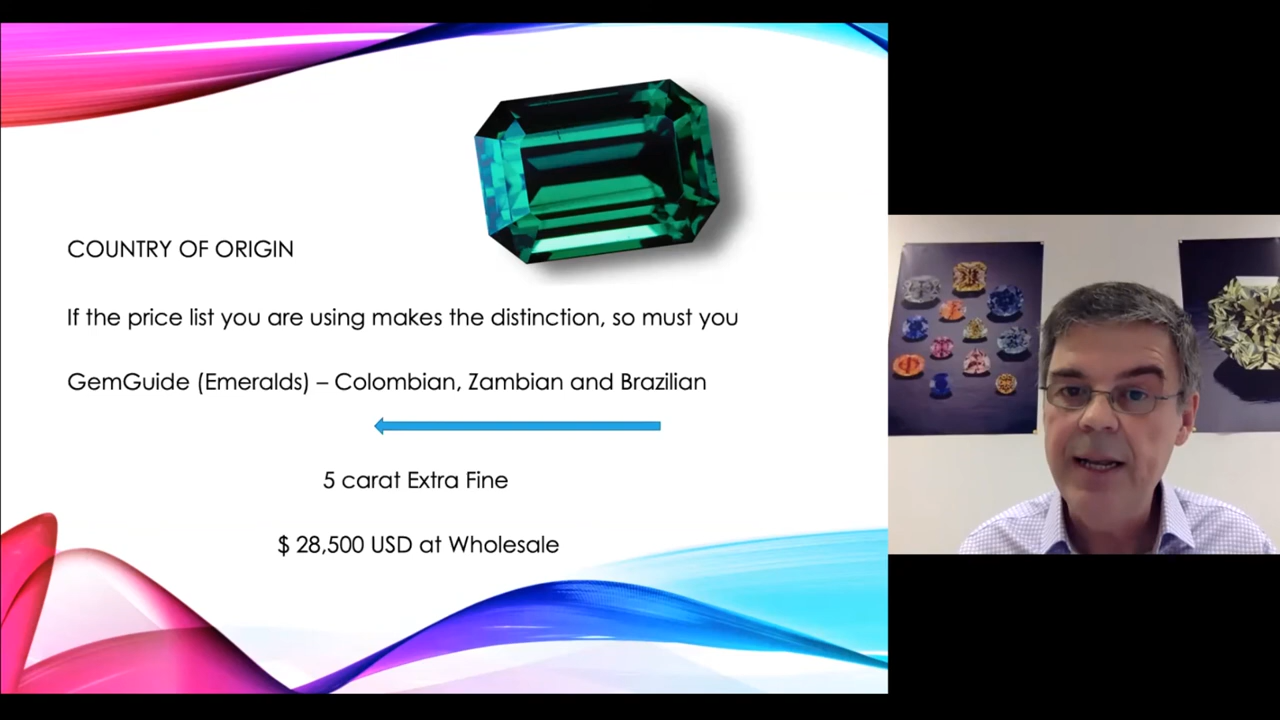 COUNTRY OF ORIGIN
If the price list you are using makes the distinction, so must you
GemGuide (Emeralds) – Colombian, Zambian and Brazilian
5 carat Extra Fine
$ 28,500 USD at Wholesale